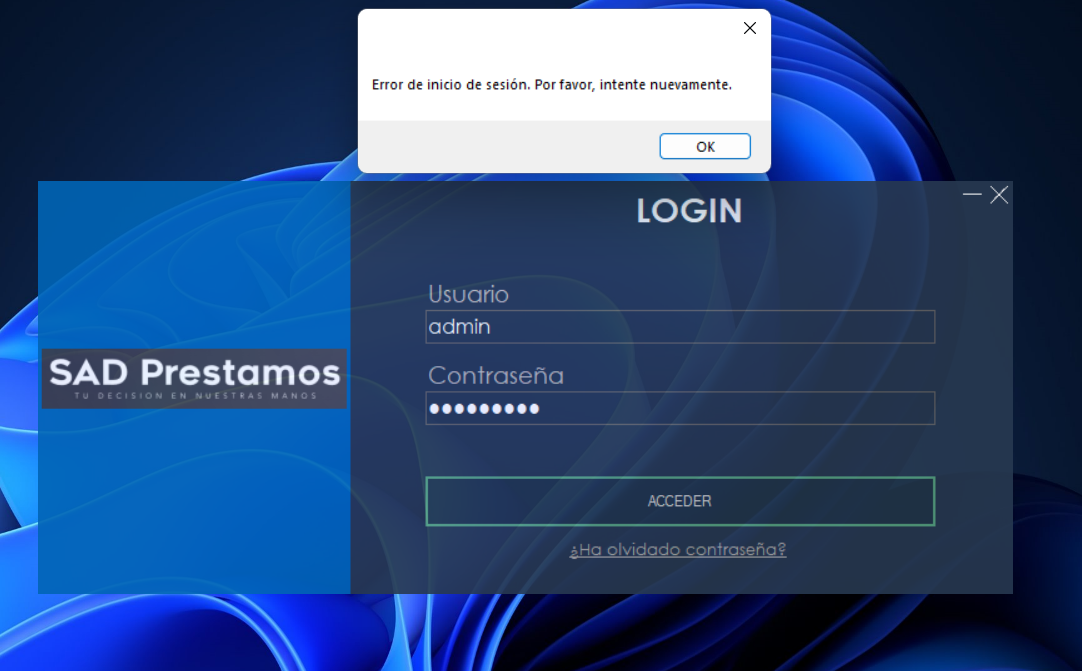 Error de inicio de sesión. Por favor, intente nuevamente.
OK
LOGIN
Usuario
admin
Contraseña
●●●●●●●●●
SAD Prestamos
TU DECISION EN NUESTRAS MANOS
ACCEDER
¿Ha olvidado contraseña?